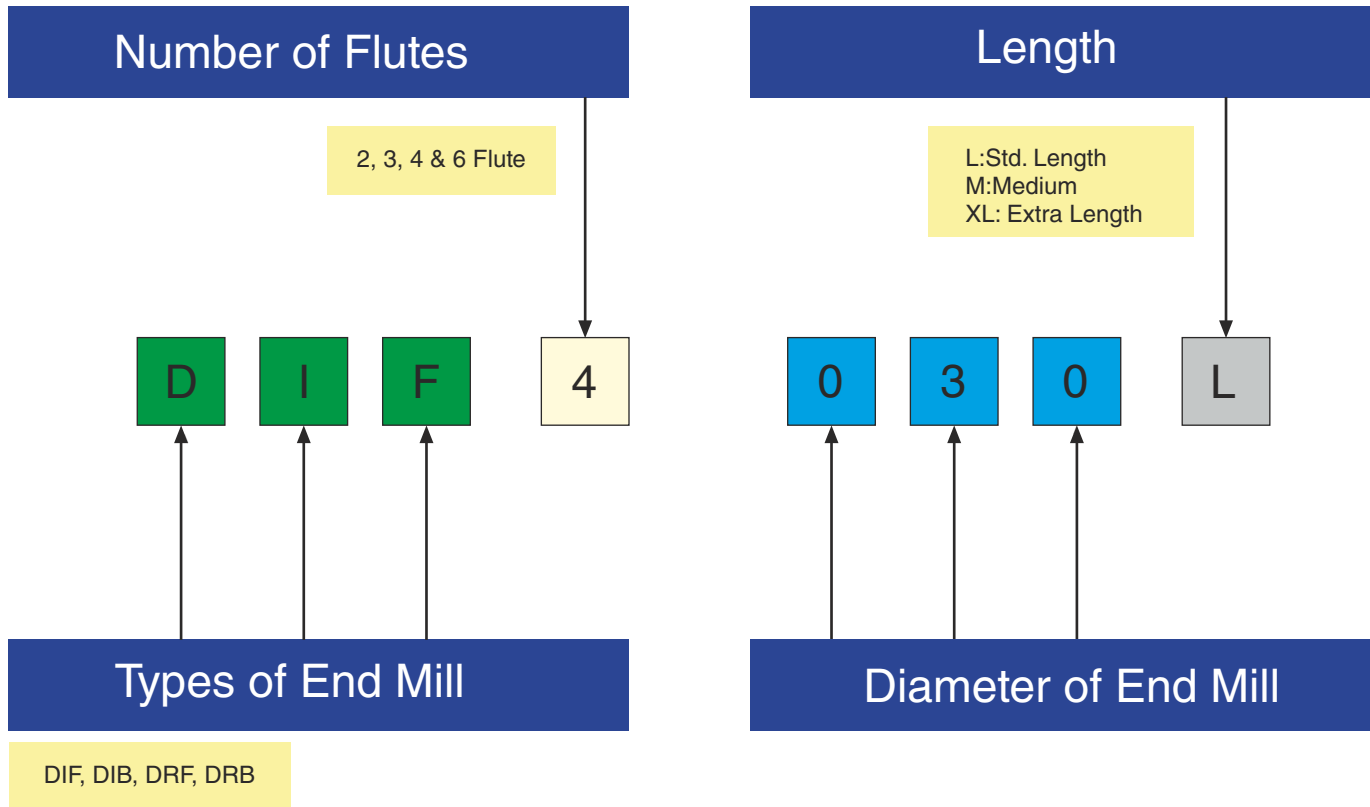 Number of Flutes
Length
2, 3, 4 & 6 Flute
L:Std. Length
M:Medium
XL: Extra Length
D I F 4 0 3 0 L
Types of End Mill
Diameter of End Mill
DIF, DIB, DRF, DRB